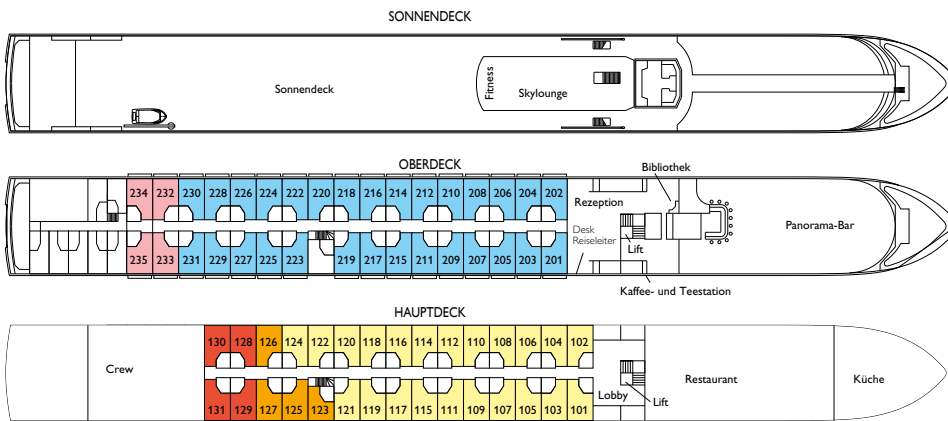 SONNENDECK
Sonnendeck
Fitness
Skylounge
OBERDECK
Bibliothek
234 232 230 228 226 224 222 220 218 216 214 212 210 208 206 204 202
Rezeption
Panorama-Bar
Desk
Reiseleiter
Lift
235 233 231 229 227 225 223 219 217 215 211 209 207 205 203 201
Kaffee- und Teestation
HAUPTDECK
130 128 126 124 122 120 118 116 114 112 110 108 106 104 102
Crew
Restaurant
Küche
Lobby
Lift
131 129 127 125 123 121 119 117 115 111 109 107 105 103 101